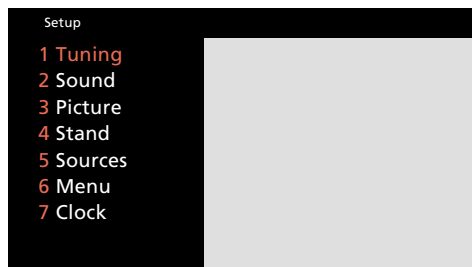 Setup
1 Tuning
2 Sound
3 Picture
4 Stand
5 Sources
6 Menu
7 Clock